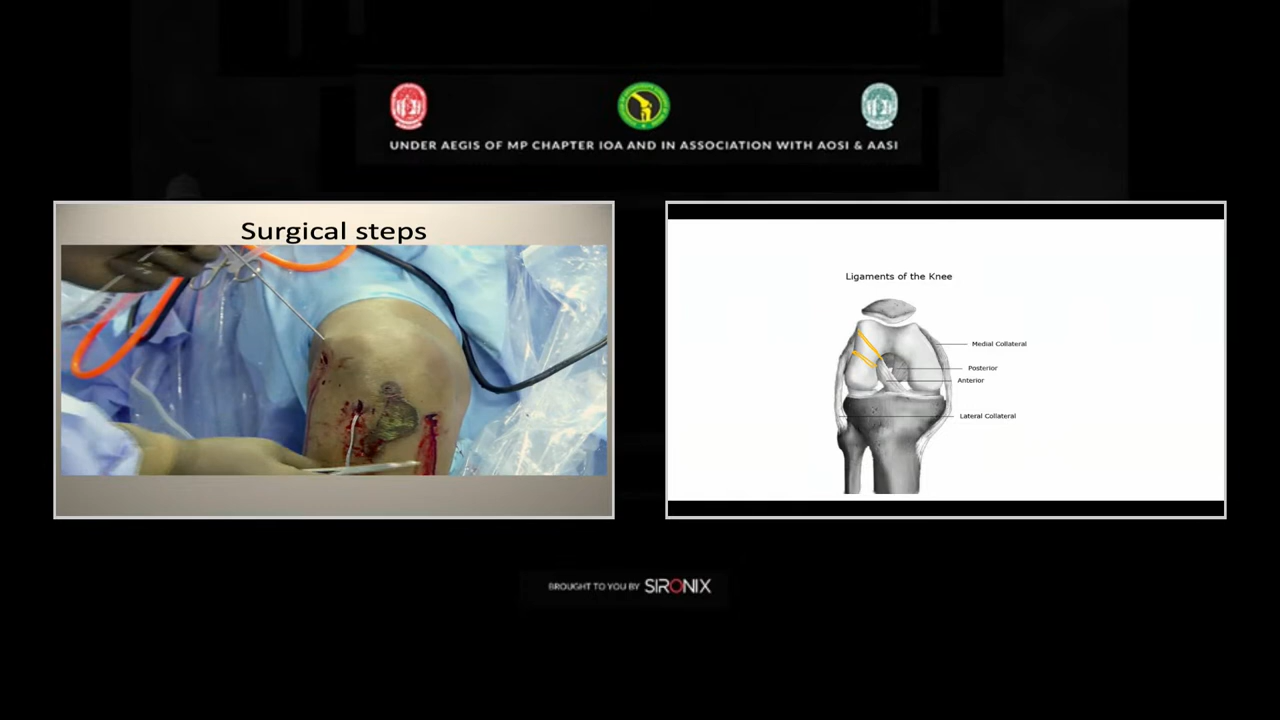 UNDER AEGIS OF MP CHAPTER IOA AND IN ASSOCIATION WITH AOSI & AASI
Surgical steps
Ligaments of the Knee
Medial Collateral
Posterior
Anterior
Lateral Collateral
BROUGHT TO YOU BY SIRONIX